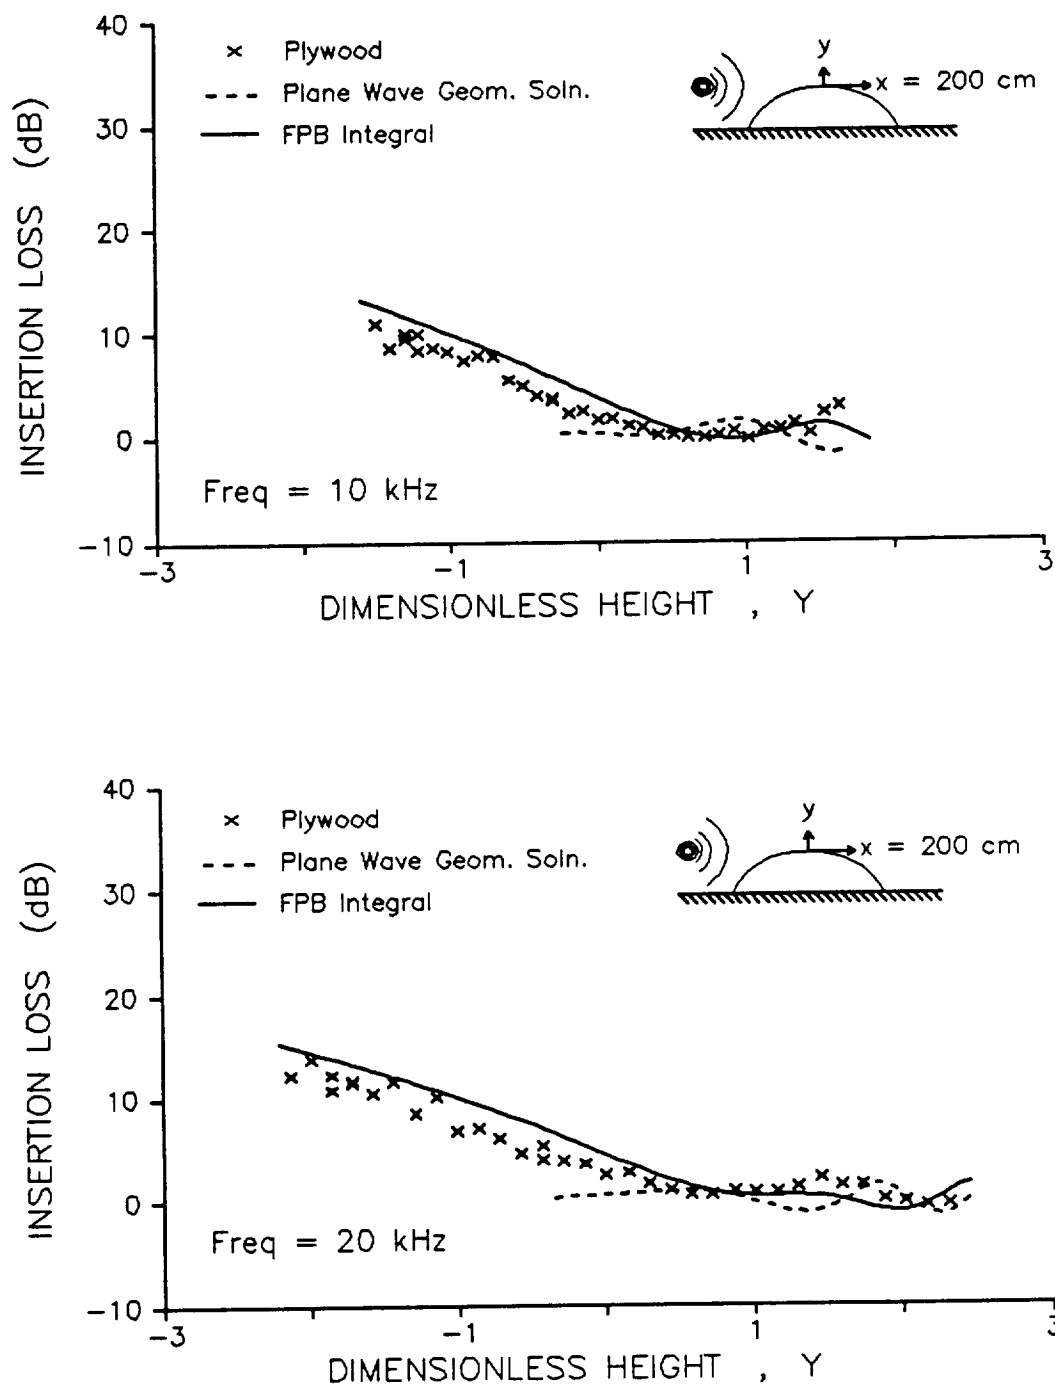 40
30
20
10
0
-10
INSERTION LOSS (dB)
× Plywood
Plane Wave Geom. Soln.
FPB Integral
y
x = 200 cm
Freq = 10 kHz
-3 -1 1 3
DIMENSIONLESS HEIGHT , Y
40
30
20
10
0
-10
INSERTION LOSS (dB)
× Plywood
Plane Wave Geom. Soln.
FPB Integral
y
x = 200 cm
Freq = 20 kHz
-3 -1 1 3
DIMENSIONLESS HEIGHT , Y